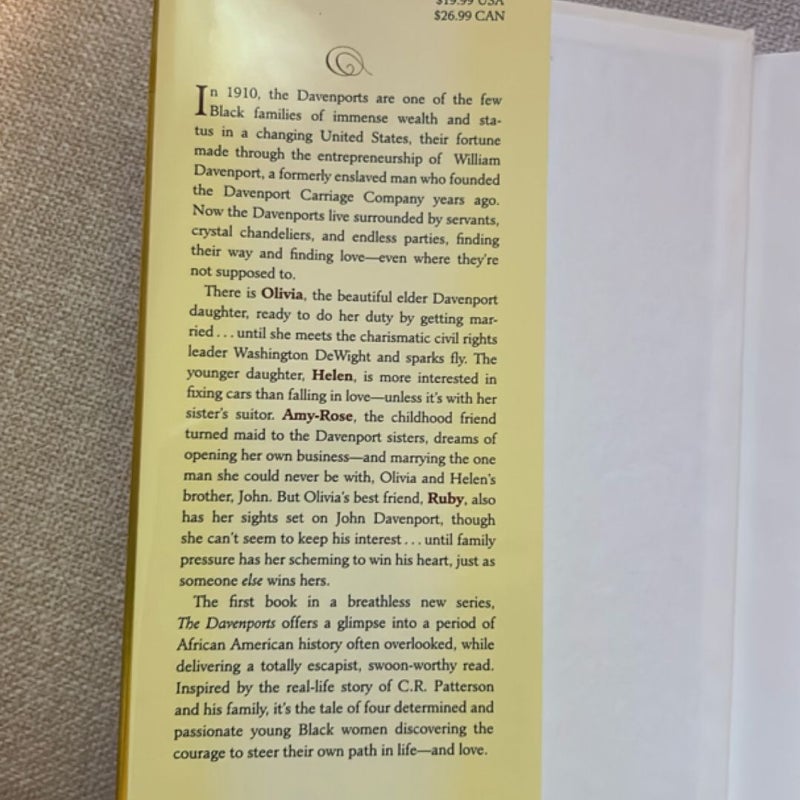 $19.99 USA
$26.99 CAN
In 1910, the Davenports are one of the few
Black families of immense wealth and sta-
tus in a changing United States, their fortune
made through the entrepreneurship of William
Davenport, a formerly enslaved man who founded
the Davenport Carriage Company years ago.
Now the Davenports live surrounded by servants,
crystal chandeliers, and endless parties, finding
their way and finding love—even where they're
not supposed to.
There is Olivia, the beautiful elder Davenport
daughter, ready to do her duty by getting mar-
ried . . . until she meets the charismatic civil rights
leader Washington DeWight and sparks fly. The
younger daughter, Helen, is more interested in
fixing cars than falling in love—unless it's with her
sister's suitor. Amy-Rose, the childhood friend
turned maid to the Davenport sisters, dreams of
opening her own business—and marrying the one
man she could never be with, Olivia and Helen's
brother, John. But Olivia's best friend, Ruby, also
has her sights set on John Davenport, though
she can't seem to keep his interest . . . until family
pressure has her scheming to win his heart, just as
someone else wins hers.
The first book in a breathless new series,
The Davenports offers a glimpse into a period of
African American history often overlooked, while
delivering a totally escapist, swoon-worthy read.
Inspired by the real-life story of C.R. Patterson
and his family, it's the tale of four determined and
passionate young Black women discovering the
courage to steer their own path in life—and love.